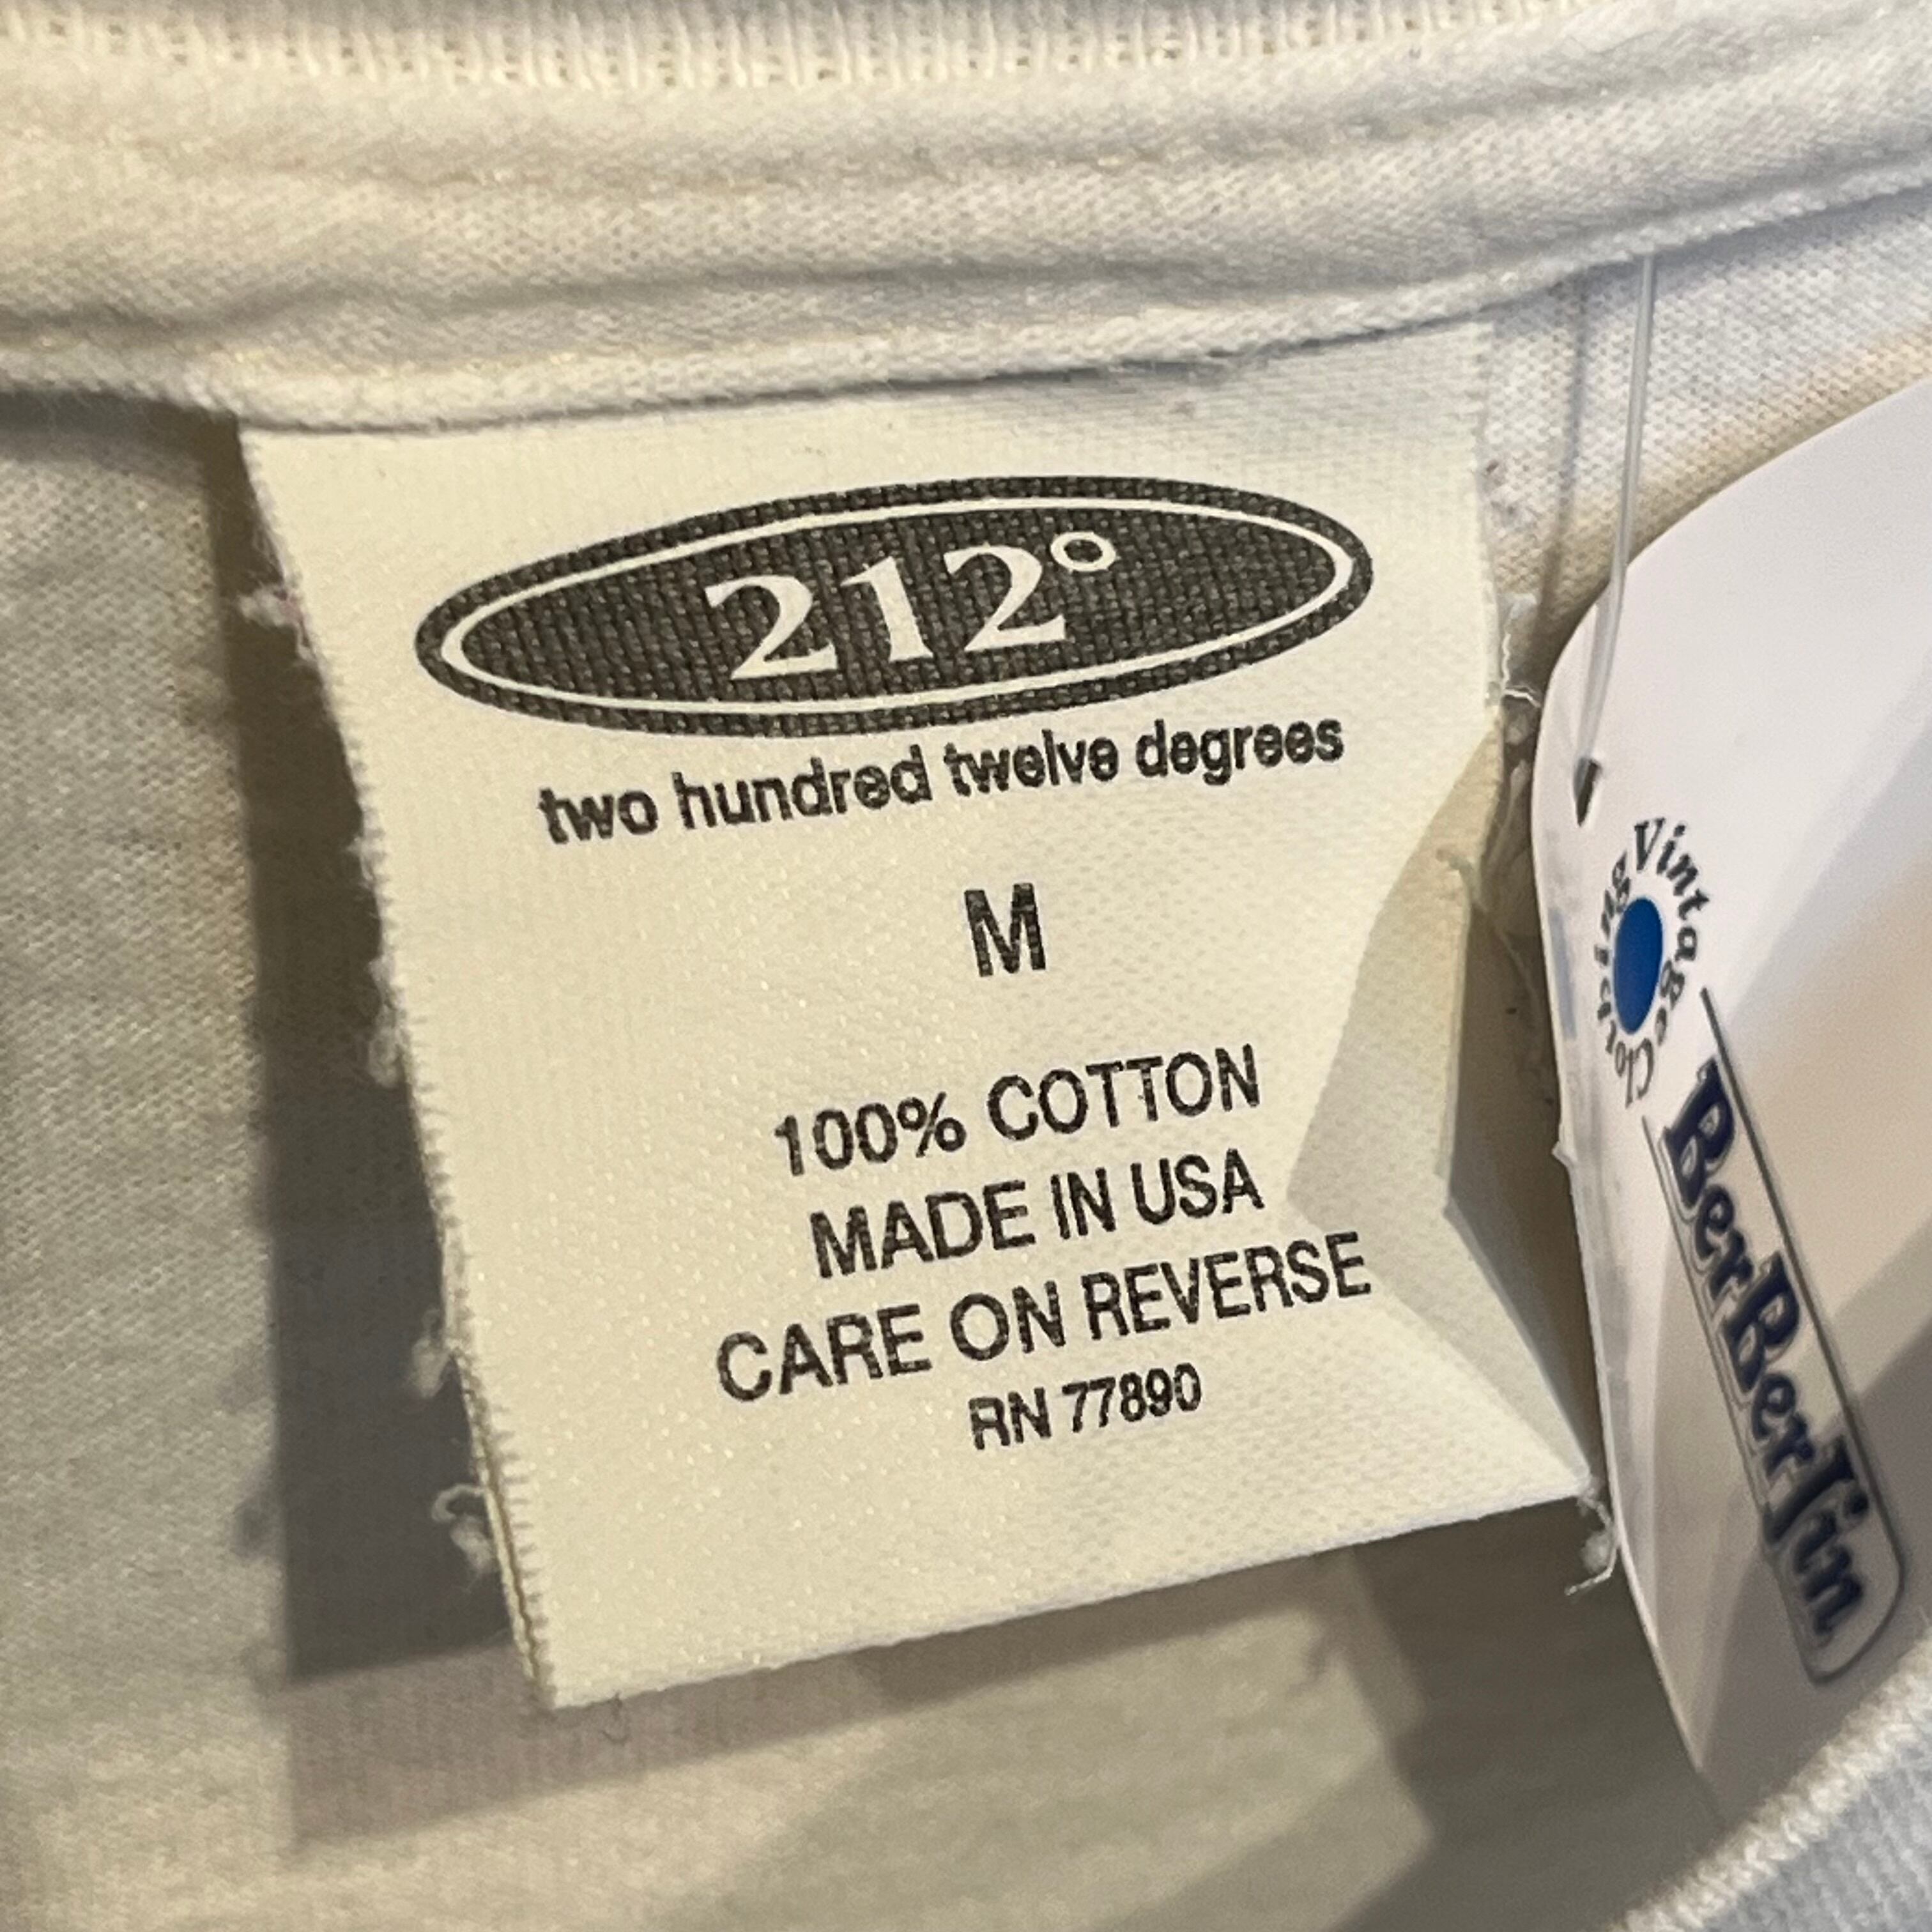 212°
two hundred twelve degrees
M
100% COTTON
MADE IN USA
CARE ON REVERSE
RN 77890
Vintage Clothing
BerBerJin